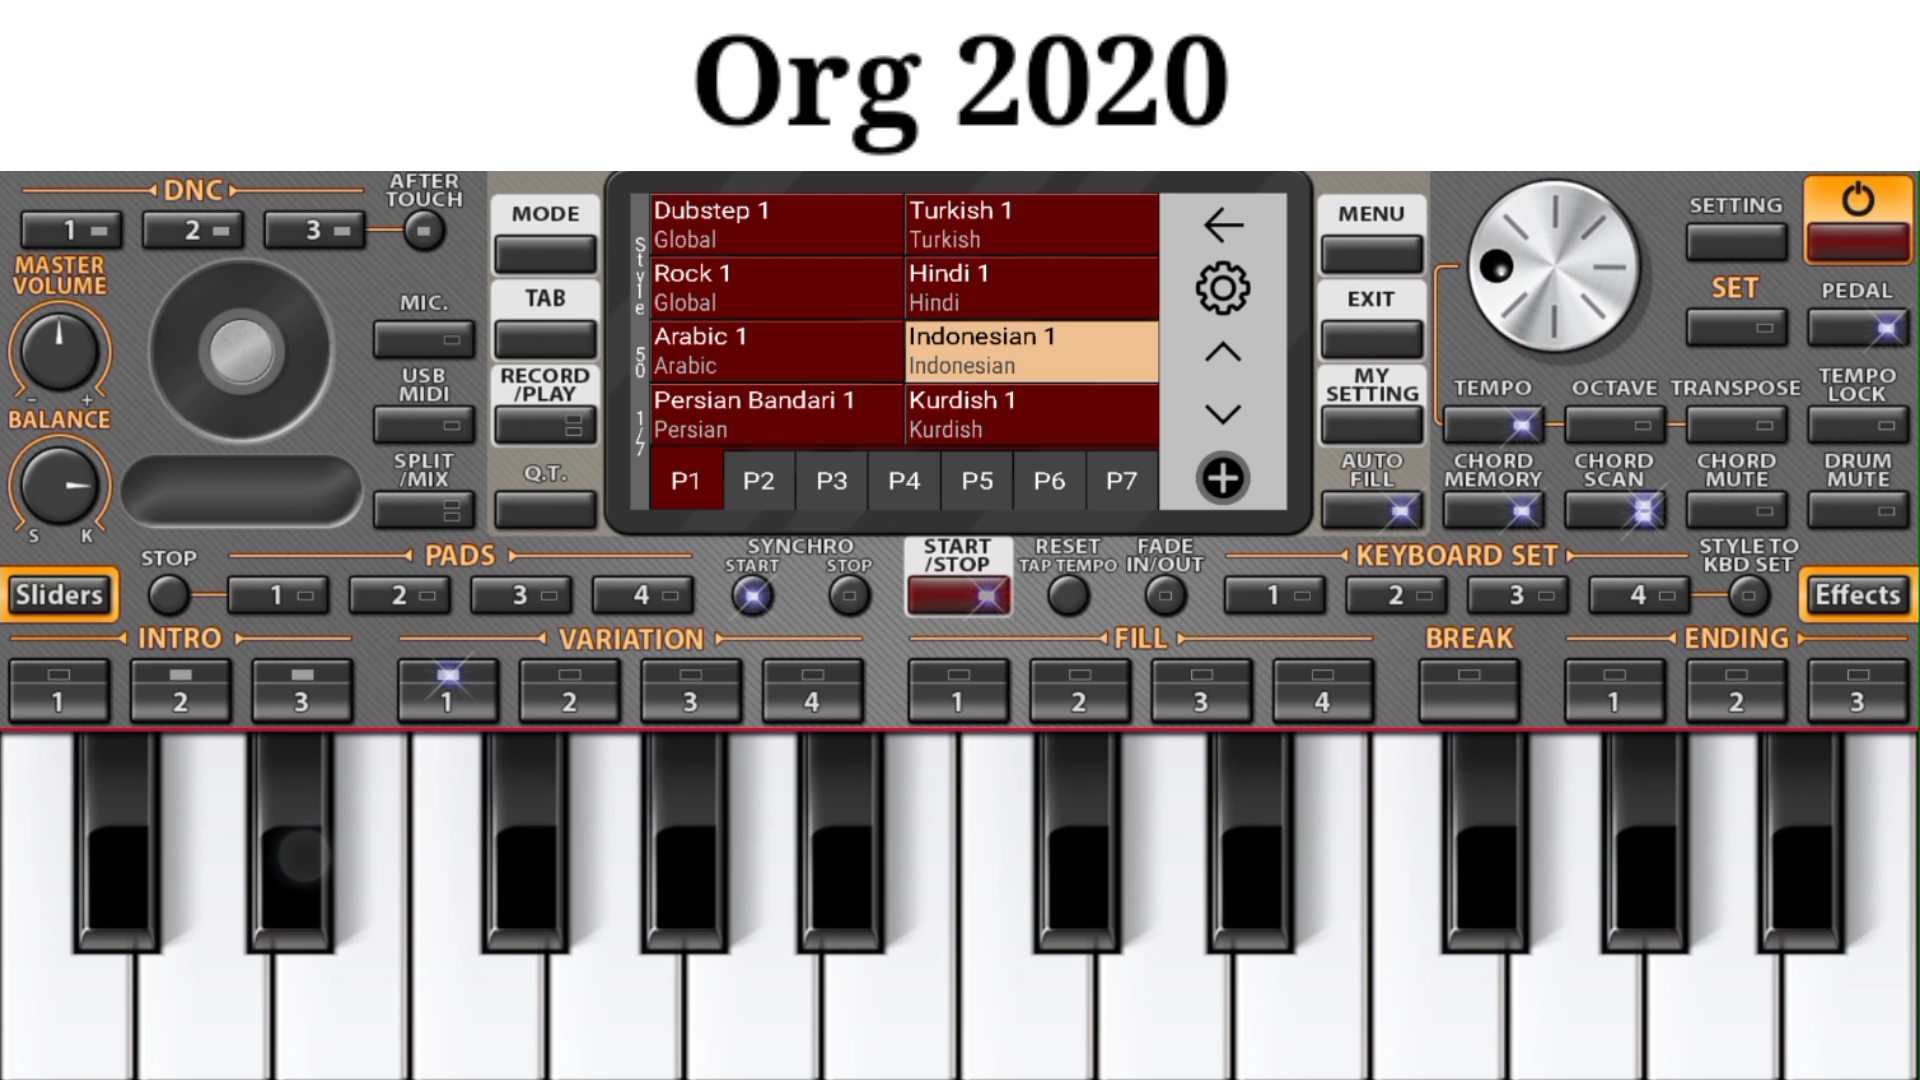 Org 2020
DNC
1
2
3
AFTER
TOUCH
MASTER
VOLUME
- +
BALANCE
S K
MIC.
USB
MIDI
SPLIT
/MIX
MODE
TAB
RECORD
/PLAY
Q.T.
Style 50 1/7
Dubstep 1
Global
Turkish 1
Turkish
Rock 1
Global
Hindi 1
Hindi
Arabic 1
Arabic
Indonesian 1
Indonesian
Persian Bandari 1
Persian
Kurdish 1
Kurdish
P1 P2 P3 P4 P5 P6 P7
MENU
EXIT
MY
SETTING
AUTO
FILL
SETTING
SET
PEDAL
TEMPO
OCTAVE
TRANSPOSE
TEMPO
LOCK
CHORD
MEMORY
CHORD
SCAN
CHORD
MUTE
DRUM
MUTE
Sliders
STOP
PADS
1 2 3 4
SYNCHRO
START STOP
START
/STOP
RESET
TAP TEMPO
FADE
IN/OUT
KEYBOARD SET
1 2 3 4
STYLE TO
KBD SET
Effects
INTRO
1 2 3
VARIATION
1 2 3 4
FILL
1 2 3 4
BREAK
ENDING
1 2 3